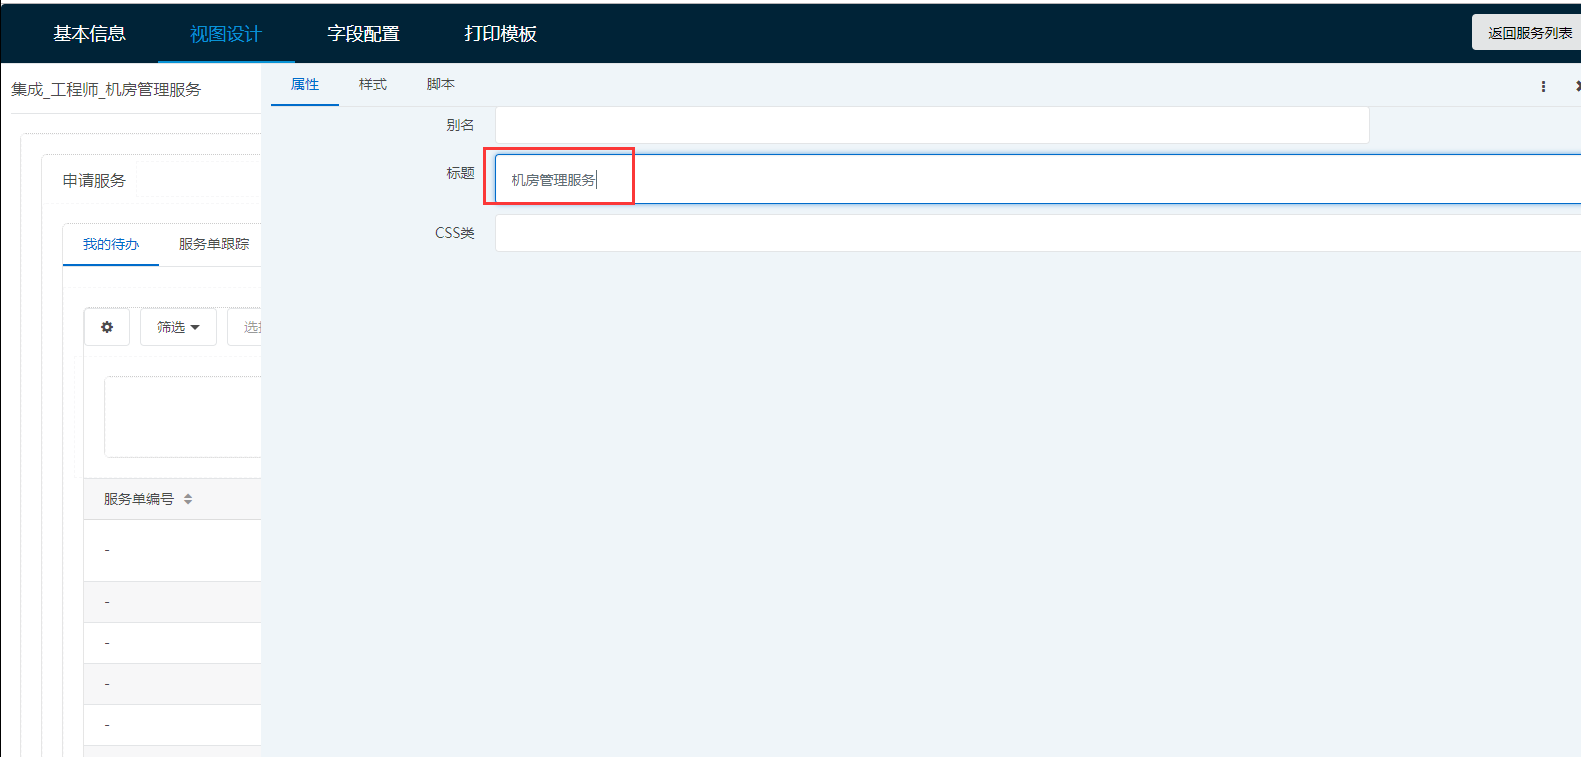 基本信息 视图设计 字段配置 打印模板 返回服务列表
集成_工程师_机房管理服务
属性 样式 脚本
别名
标题 机房管理服务
CSS类
申请服务
我的待办 服务单跟踪
筛选 选
服务单编号
-
-
-
-
-